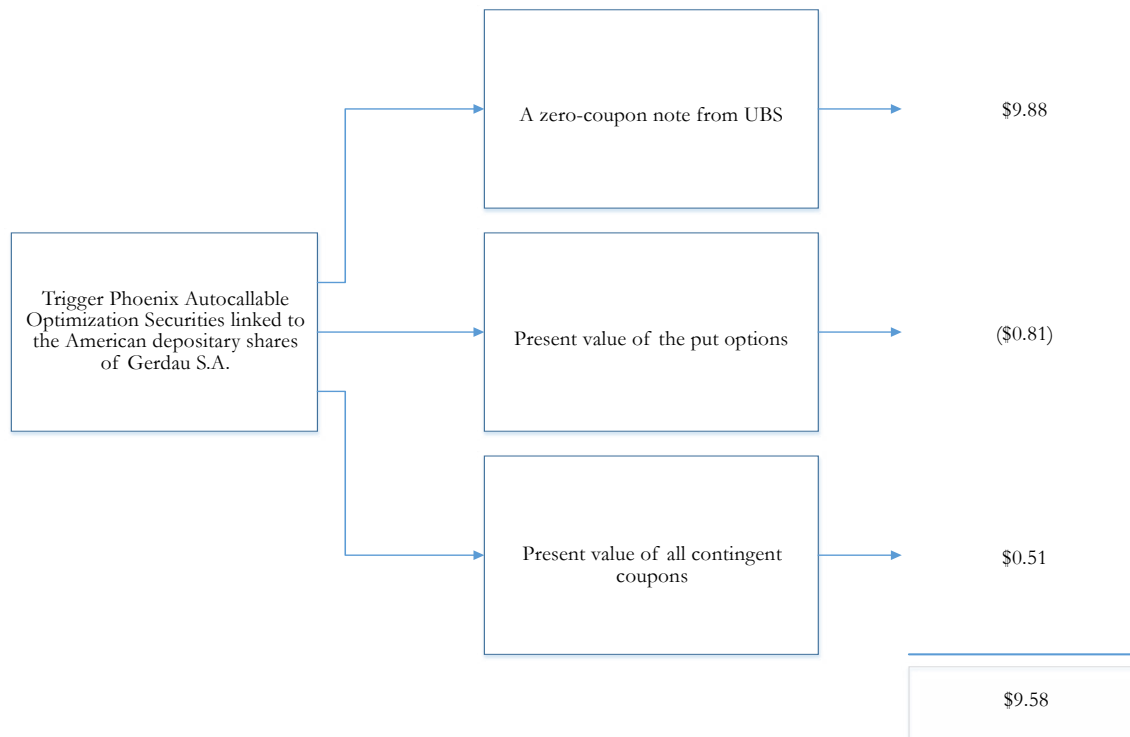 A zero-coupon note from UBS
$9.88
Trigger Phoenix Autocallable
Optimization Securities linked to
the American depositary shares
of Gerdau S.A.
Present value of the put options
($0.81)
Present value of all contingent
coupons
$0.51
$9.58